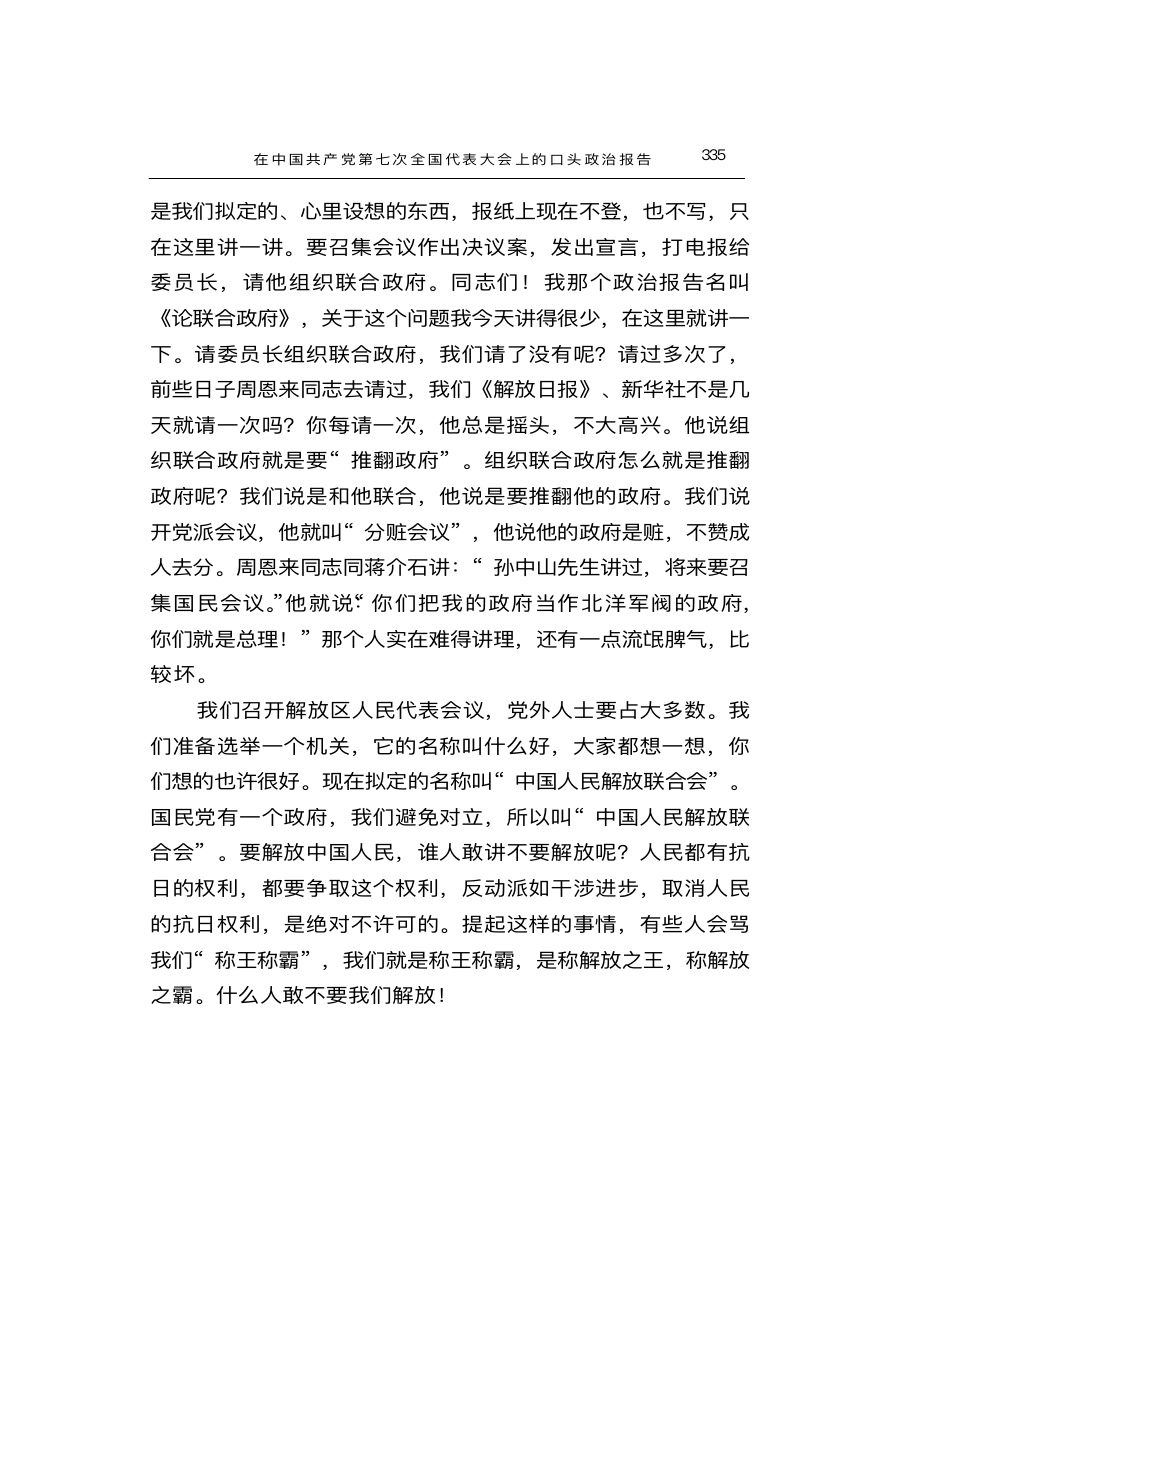 在中国共产党第七次全国代表大会上的口头政治报告 335
是我们拟定的、心里设想的东西，报纸上现在不登，也不写，只
在这里讲一讲。要召集会议作出决议案，发出宣言，打电报给
委员长，请他组织联合政府。同志们！我那个政治报告名叫
《论联合政府》，关于这个问题我今天讲得很少，在这里就讲一
下。请委员长组织联合政府，我们请了没有呢？请过多次了，
前些日子周恩来同志去请过，我们《解放日报》、新华社不是几
天就请一次吗？你每请一次，他总是摇头，不大高兴。他说组
织联合政府就是要“推翻政府”。组织联合政府怎么就是推翻
政府呢？我们说是和他联合，他说是要推翻他的政府。我们说
开党派会议，他就叫“分赃会议”，他说他的政府是赃，不赞成
人去分。周恩来同志同蒋介石讲：“孙中山先生讲过，将来要召
集国民会议。”他就说：“你们把我的政府当作北洋军阀的政府，
你们就是总理！”那个人实在难得讲理，还有一点流氓脾气，比
较坏。
我们召开解放区人民代表会议，党外人士要占大多数。我
们准备选举一个机关，它的名称叫什么好，大家都想一想，你
们想的也许很好。现在拟定的名称叫“中国人民解放联合会”。
国民党有一个政府，我们避免对立，所以叫“中国人民解放联
合会”。要解放中国人民，谁人敢讲不要解放呢？人民都有抗
日的权利，都要争取这个权利，反动派如干涉进步，取消人民
的抗日权利，是绝对不许可的。提起这样的事情，有些人会骂
我们“称王称霸”，我们就是称王称霸，是称解放之王，称解放
之霸。什么人敢不要我们解放！